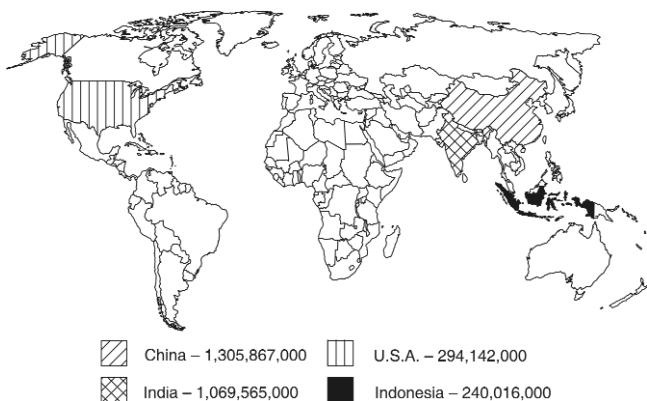 China – 1,305,867,000
U.S.A. – 294,142,000
India – 1,069,565,000
Indonesia – 240,016,000